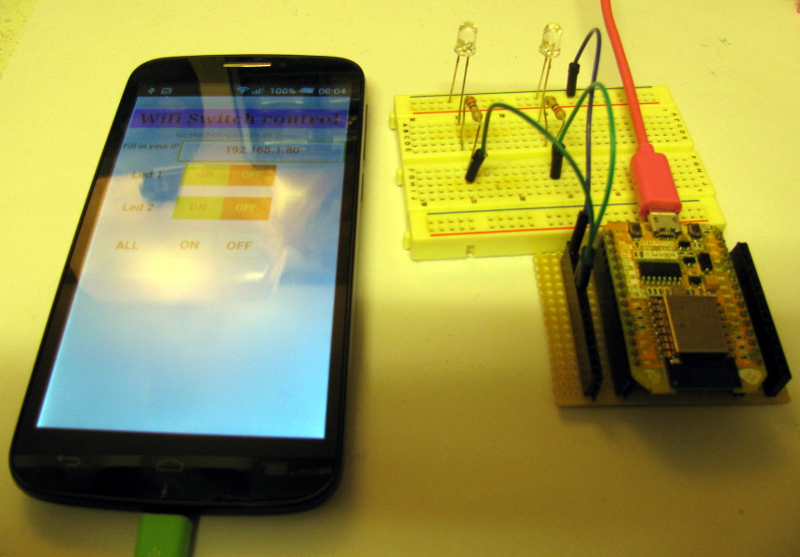 100% 00:04
Wifi Switch control
Fill in your IP 192.168.1.80
Led 1 ON OFF
Led 2 ON OFF
ALL ON OFF